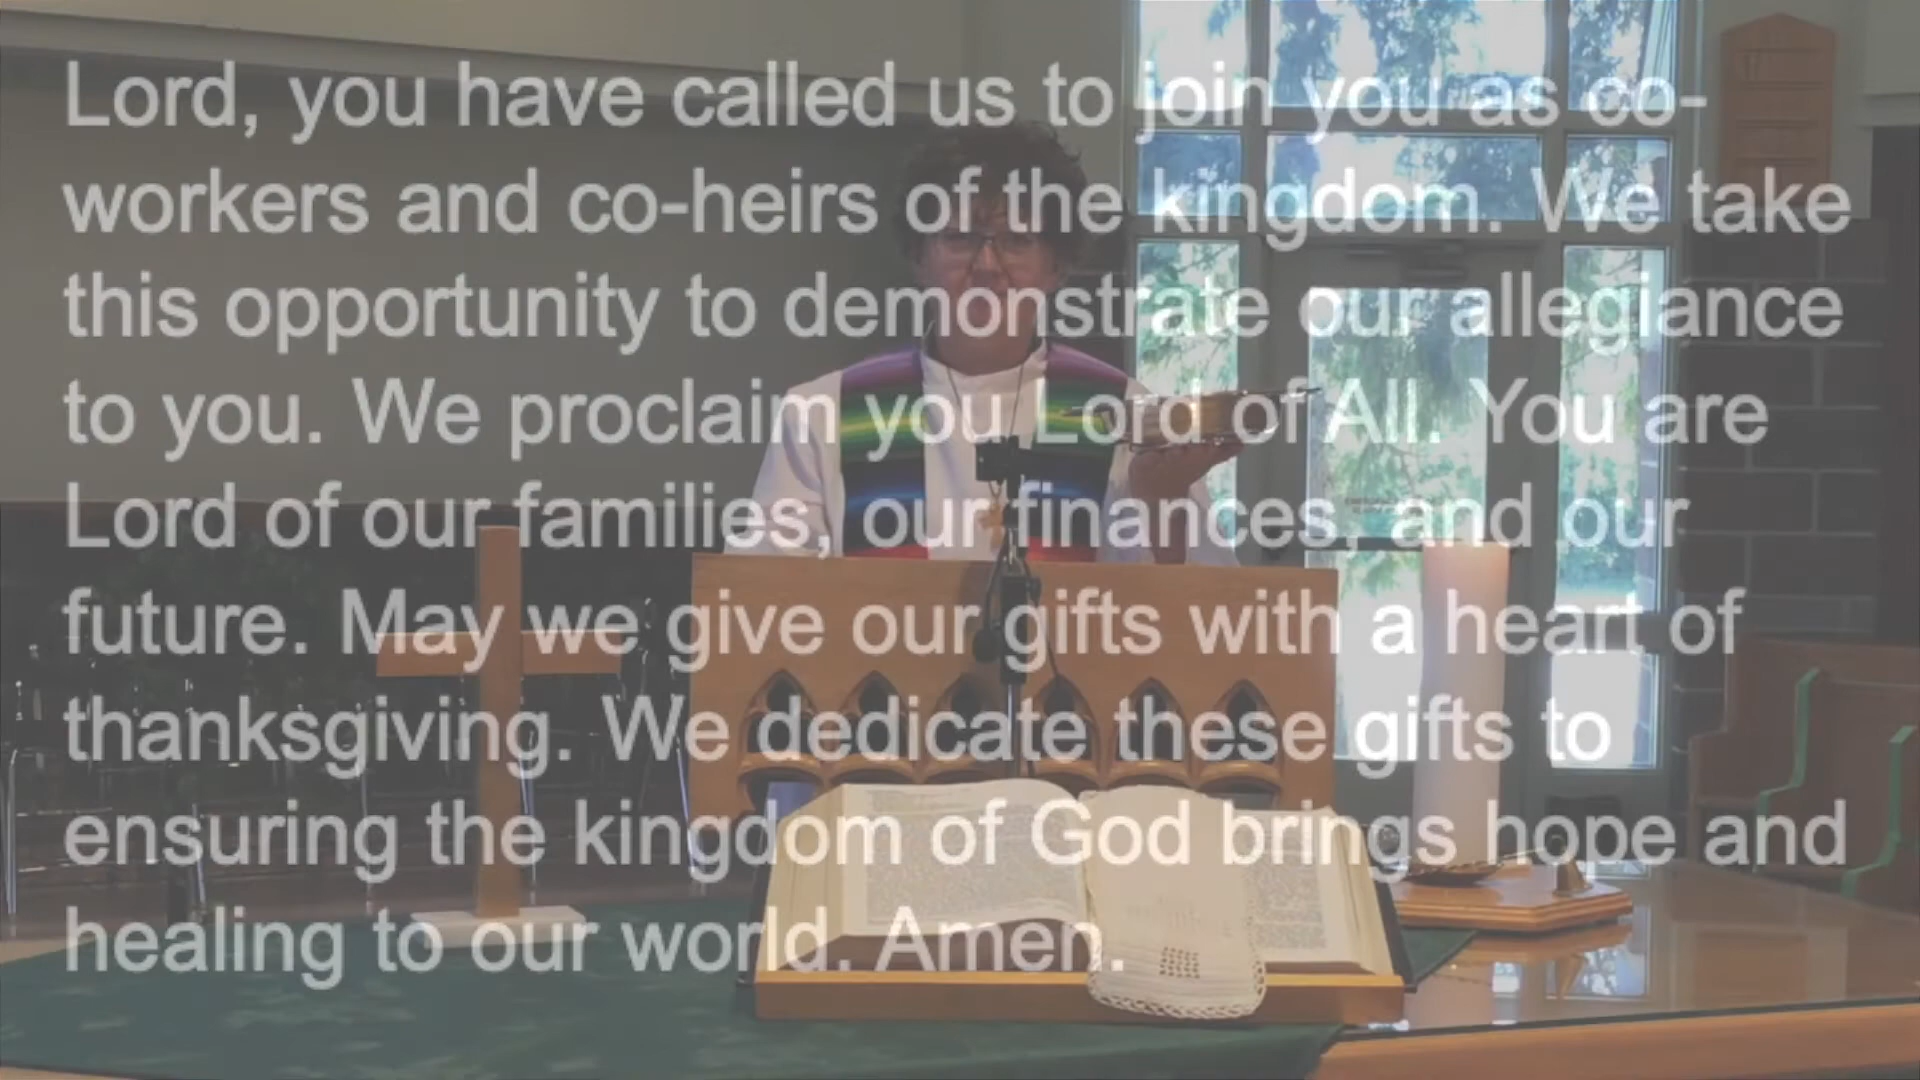 Lord, you have called us to join you as co-
workers and co-heirs of the kingdom. We take
this opportunity to demonstrate our allegiance
to you. We proclaim you Lord of All. You are
Lord of our families, our finances, and our
future. May we give our gifts with a heart of
thanksgiving. We dedicate these gifts to
ensuring the kingdom of God brings hope and
healing to our world. Amen.